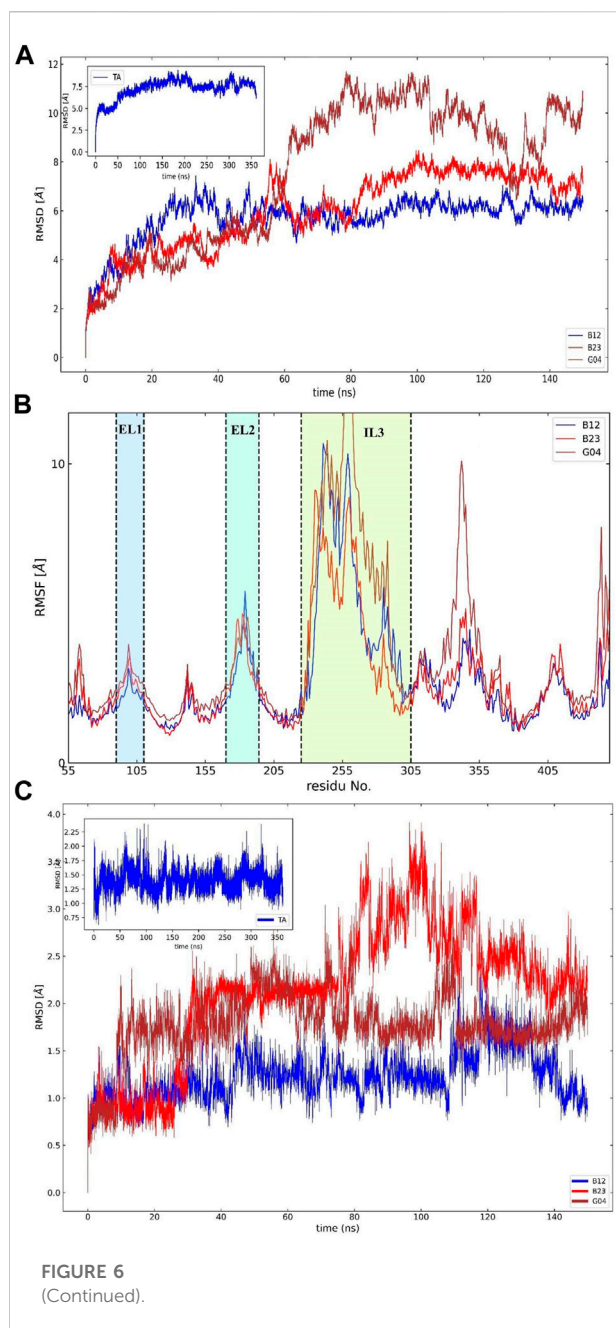 A
TA
RMSD [Å]
7.5
5.0
2.5
0.0
0 50 100 150 200 250 300 350
time (ns)
RMSD [Å]
12
10
8
6
4
2
0
B12
B23
G04
0 20 40 60 80 100 120 140
time (ns)
B
EL1
EL2
IL3
B12
B23
G04
RMSF [Å]
10
0
55 105 155 205 255 305 355 405
residu No.
C
TA
RMSD [Å]
2.25
2.00
1.75
1.50
1.25
1.00
0.75
0 50 100 150 200 250 300 350
time (ns)
RMSD [Å]
4.0
3.5
3.0
2.5
2.0
1.5
1.0
0.5
0.0
B12
B23
G04
0 20 40 60 80 100 120 140
time (ns)
FIGURE 6
(Continued).